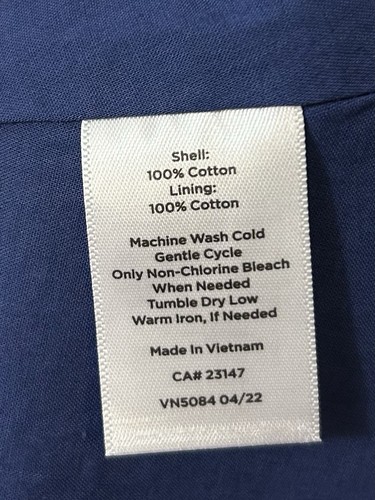 Shell:
100% Cotton
Lining:
100% Cotton
Machine Wash Cold
Gentle Cycle
Only Non-Chlorine Bleach
When Needed
Tumble Dry Low
Warm Iron, If Needed
Made In Vietnam
CA# 23147
VN5084 04/22